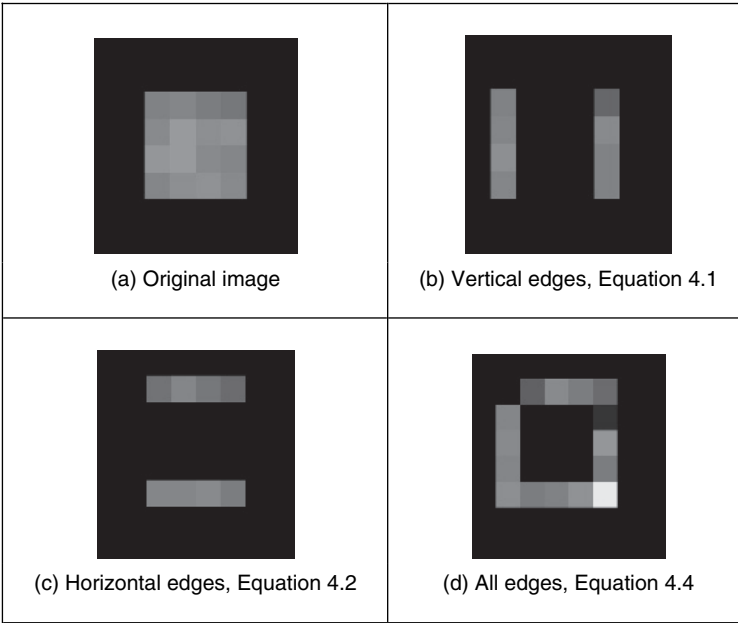 (a) Original image
(b) Vertical edges, Equation 4.1
(c) Horizontal edges, Equation 4.2
(d) All edges, Equation 4.4